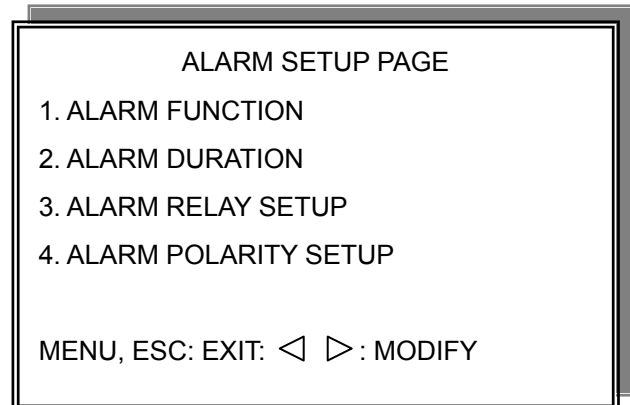 ALARM SETUP PAGE
1. ALARM FUNCTION
2. ALARM DURATION
3. ALARM RELAY SETUP
4. ALARM POLARITY SETUP
MENU, ESC: EXIT: ◁ ▷ : MODIFY